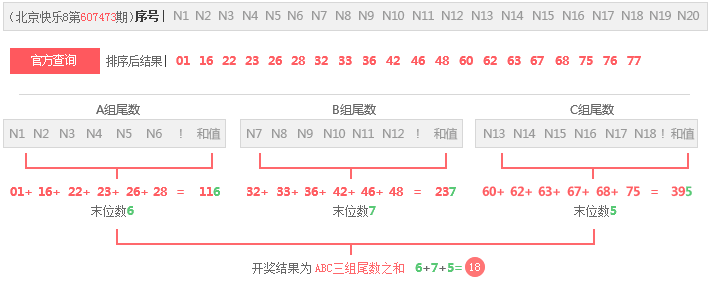 (北京快乐8第607473期)序号| N1 N2 N3 N4 N5 N6 N7 N8 N9 N10 N11 N12 N13 N14 N15 N16 N17 N18 N19 N20
官方查询 排序后结果| 01 16 22 23 26 28 32 33 36 42 46 48 60 62 63 67 68 75 76 77
A组尾数 B组尾数 C组尾数
N1 N2 N3 N4 N5 N6 ! 和值 N7 N8 N9 N10 N11 N12 ! 和值 N13 N14 N15 N16 N17 N18 ! 和值
01+ 16+ 22+ 23+ 26+ 28 = 116 32+ 33+ 36+ 42+ 46+ 48 = 237 60+ 62+ 63+ 67+ 68+ 75 = 395
末位数6 末位数7 末位数5
开奖结果为 ABC三组尾数之和 6+7+5= 18